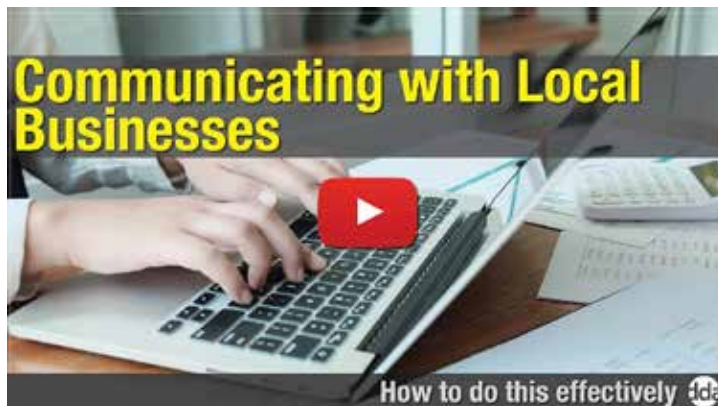 Communicating with Local
Businesses
How to do this effectively